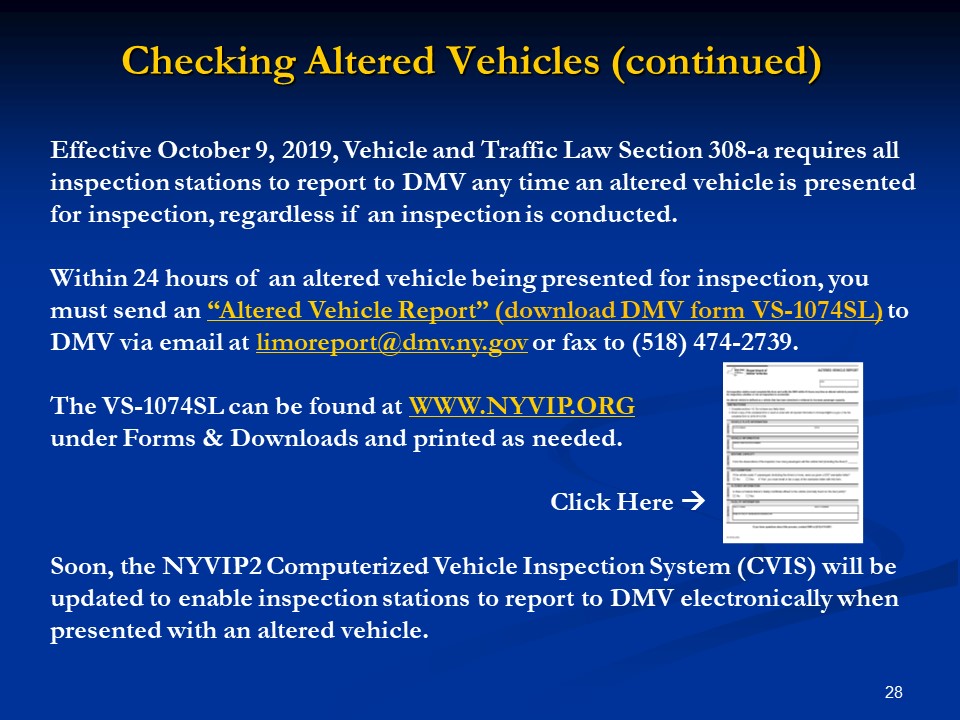 Checking Altered Vehicles (continued)
Effective October 9, 2019, Vehicle and Traffic Law Section 308-a requires all
inspection stations to report to DMV any time an altered vehicle is presented
for inspection, regardless if an inspection is conducted.
Within 24 hours of an altered vehicle being presented for inspection, you
must send an “Altered Vehicle Report” (download DMV form VS-1074SL) to
DMV via email at limoreport@dmv.ny.gov or fax to (518) 474-2739.
The VS-1074SL can be found at WWW.NYVIP.ORG
under Forms & Downloads and printed as needed.
ALTERED VEHICLE REPORT
Click Here →
Soon, the NYVIP2 Computerized Vehicle Inspection System (CVIS) will be
updated to enable inspection stations to report to DMV electronically when
presented with an altered vehicle.
28